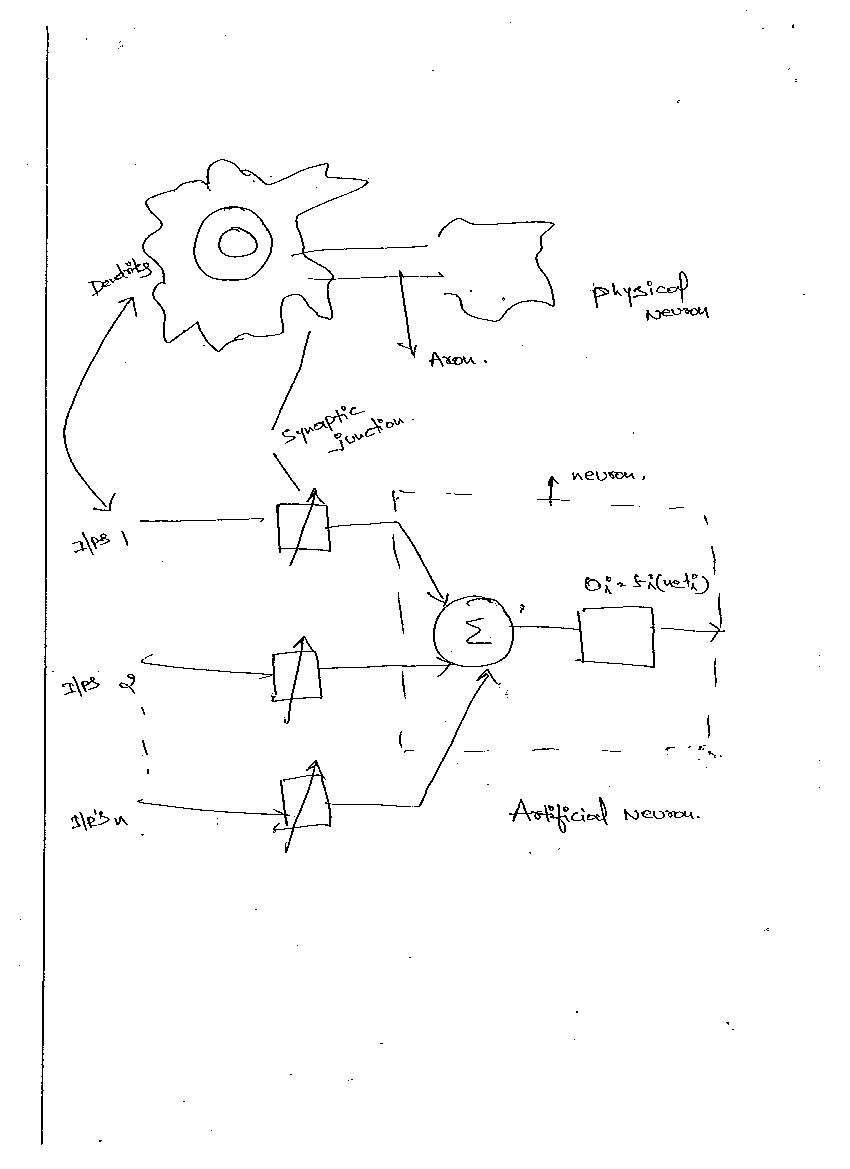 Dendrites
physical
neuron
Axon.
Synaptic
junction.
neuron.
I/ps 1
Oi = fi(neti)
Σ
I/ps 2
I/p's n
Artificial neuron.